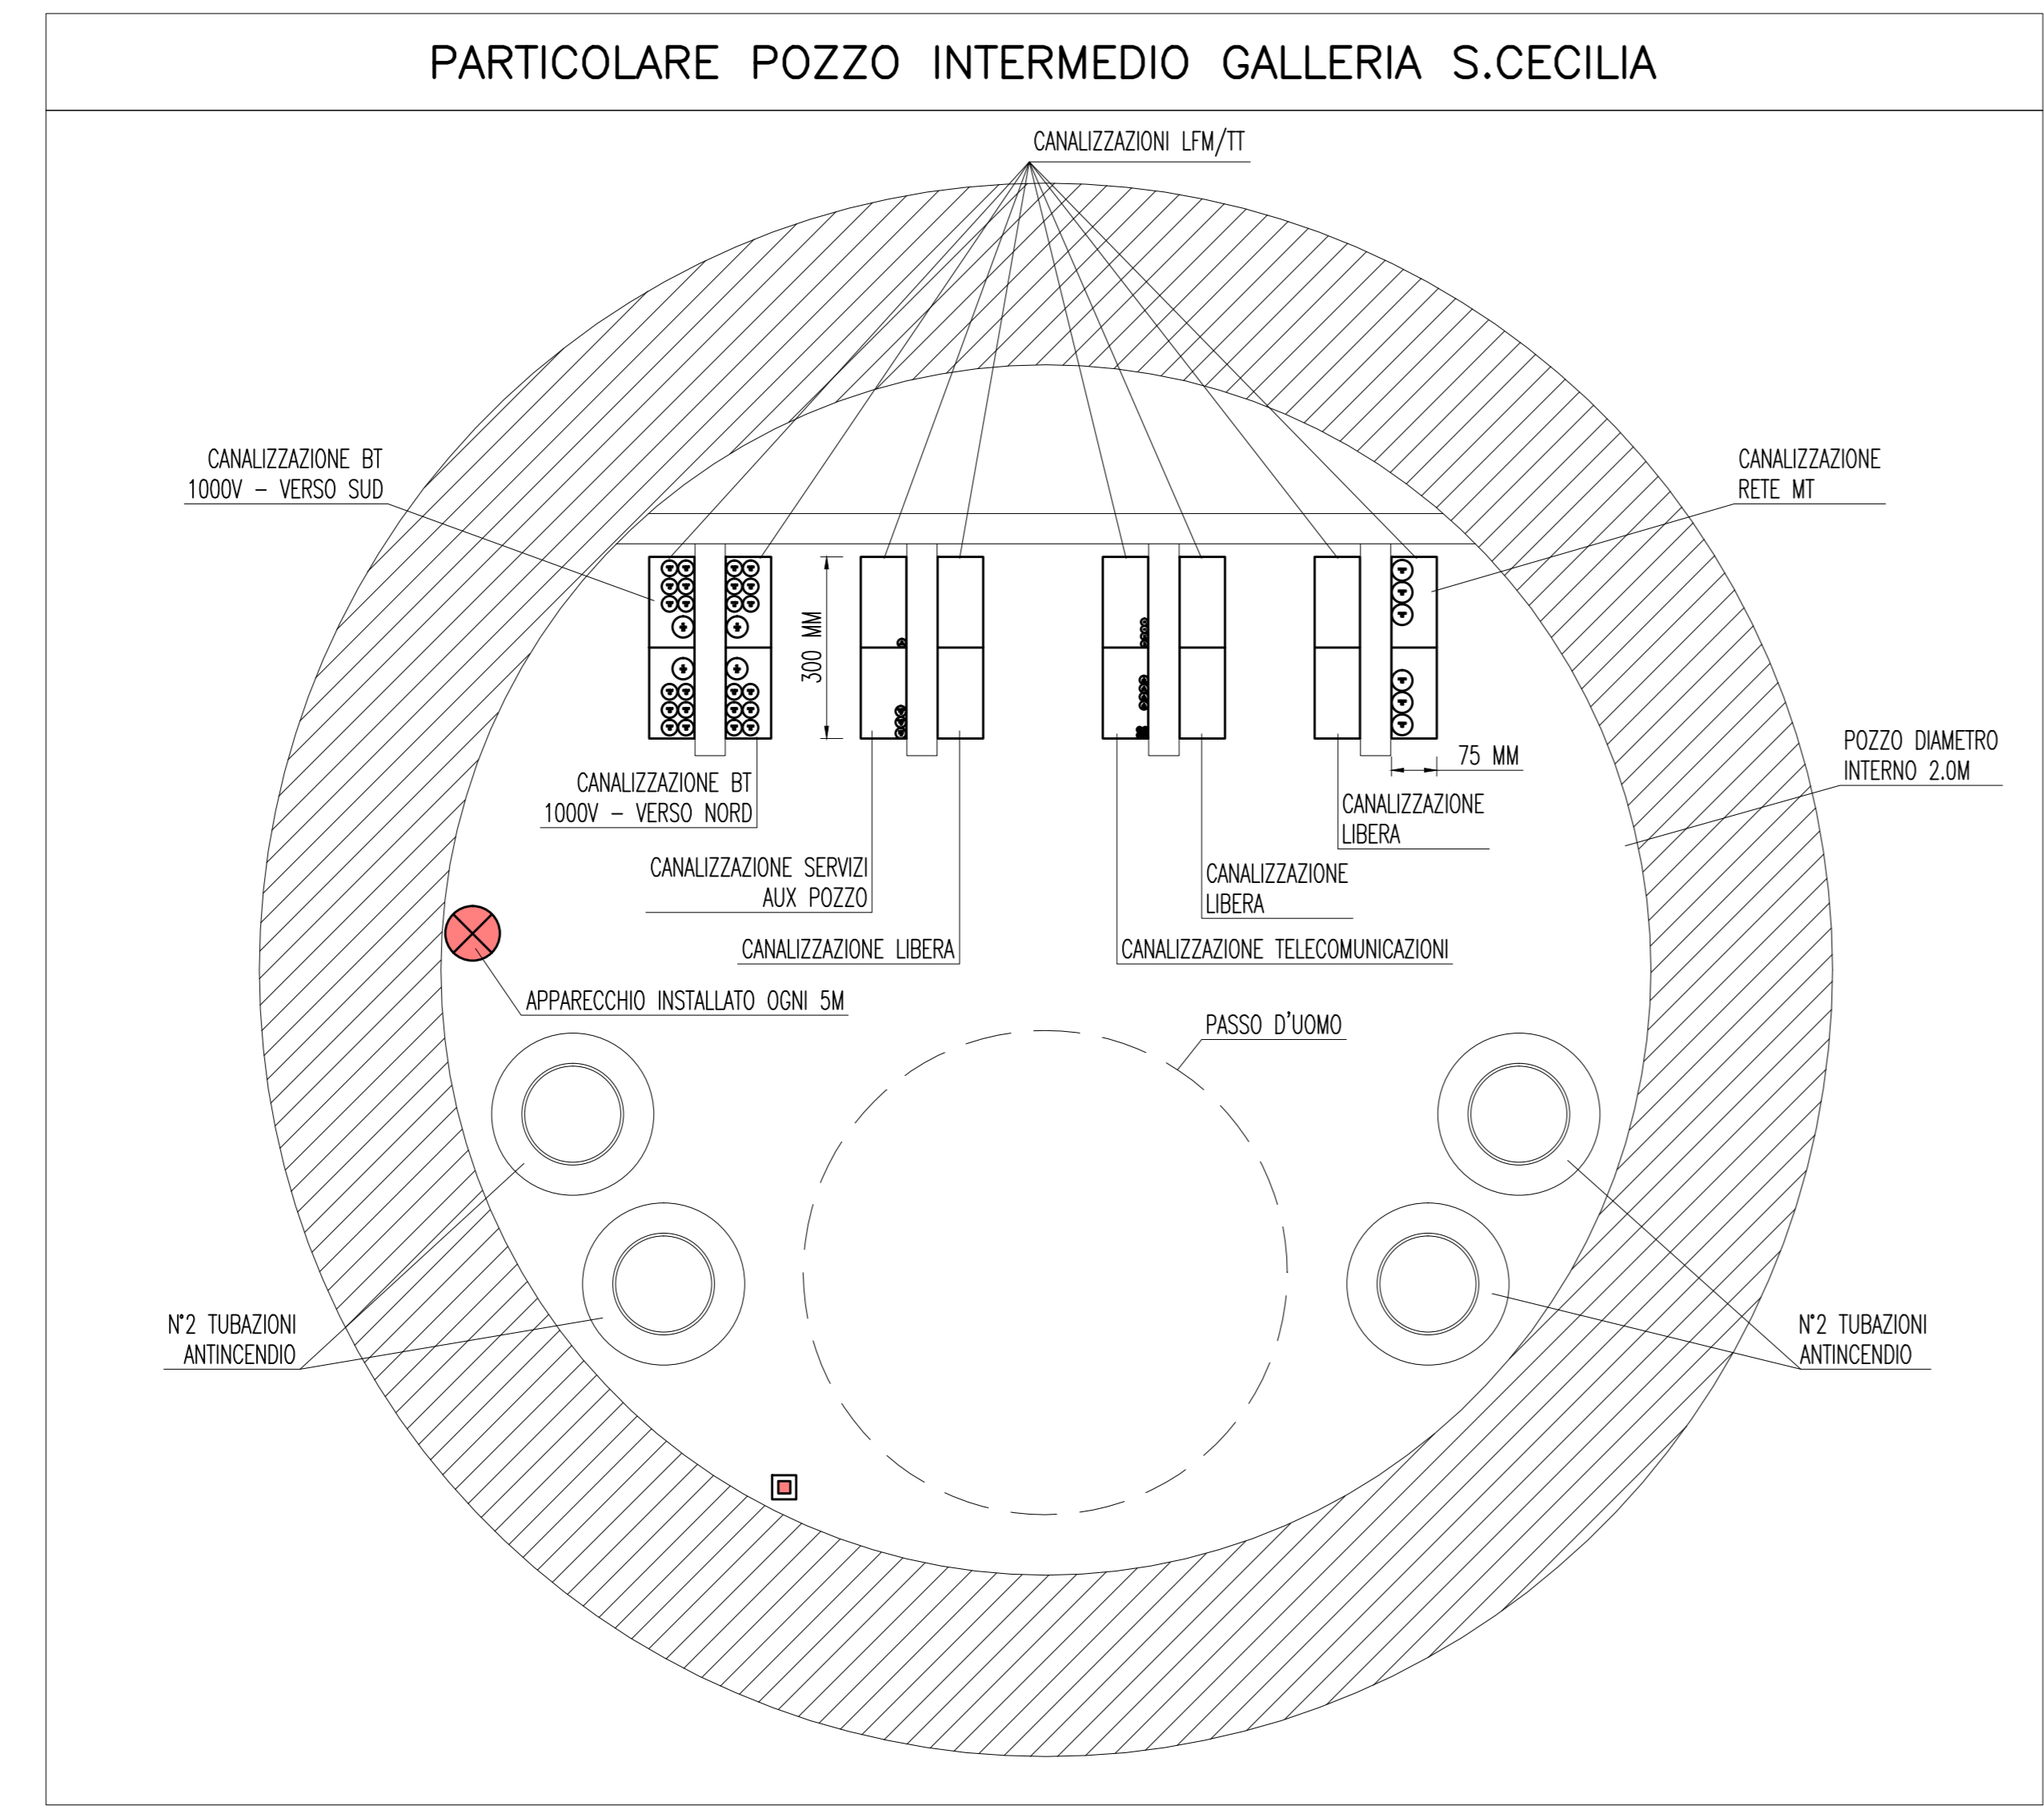 PARTICOLARE POZZO INTERMEDIO GALLERIA S.CECILIA
CANALIZZAZIONI LFM/TT
CANALIZZAZIONE BT
1000V – VERSO SUD
CANALIZZAZIONE
RETE MT
300 MM
POZZO DIAMETRO
INTERNO 2.0M
75 MM
CANALIZZAZIONE BT
1000V – VERSO NORD
CANALIZZAZIONE
LIBERA
CANALIZZAZIONE SERVIZI
AUX POZZO
CANALIZZAZIONE
LIBERA
CANALIZZAZIONE LIBERA
CANALIZZAZIONE TELECOMUNICAZIONI
APPARECCHIO INSTALLATO OGNI 5M
PASSO D'UOMO
N°2 TUBAZIONI
ANTINCENDIO
N°2 TUBAZIONI
ANTINCENDIO